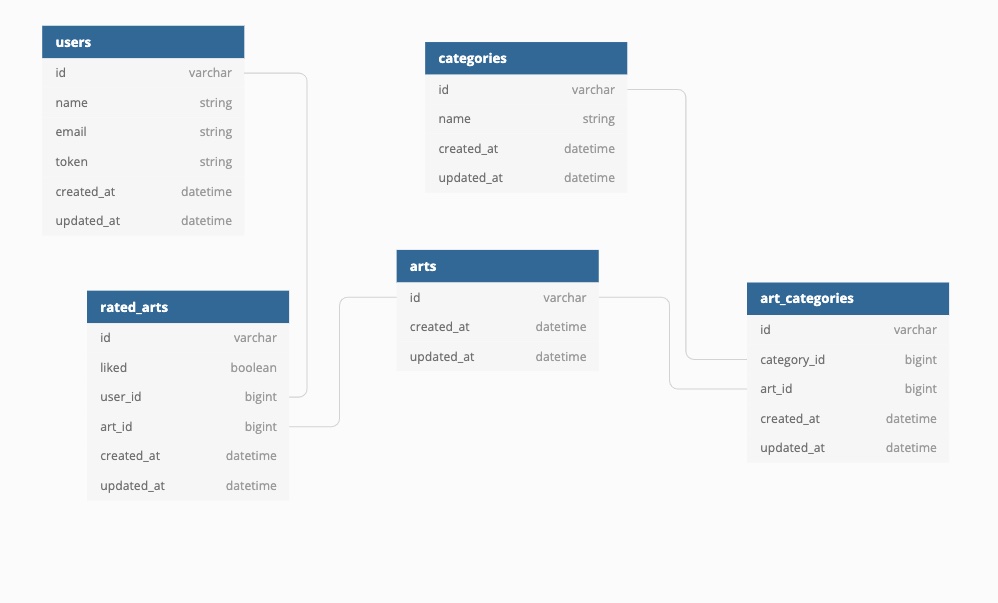 users
id varchar
name string
email string
token string
created_at datetime
updated_at datetime
categories
id varchar
name string
created_at datetime
updated_at datetime
arts
id varchar
created_at datetime
updated_at datetime
rated_arts
id varchar
liked boolean
user_id bigint
art_id bigint
created_at datetime
updated_at datetime
art_categories
id varchar
category_id bigint
art_id bigint
created_at datetime
updated_at datetime